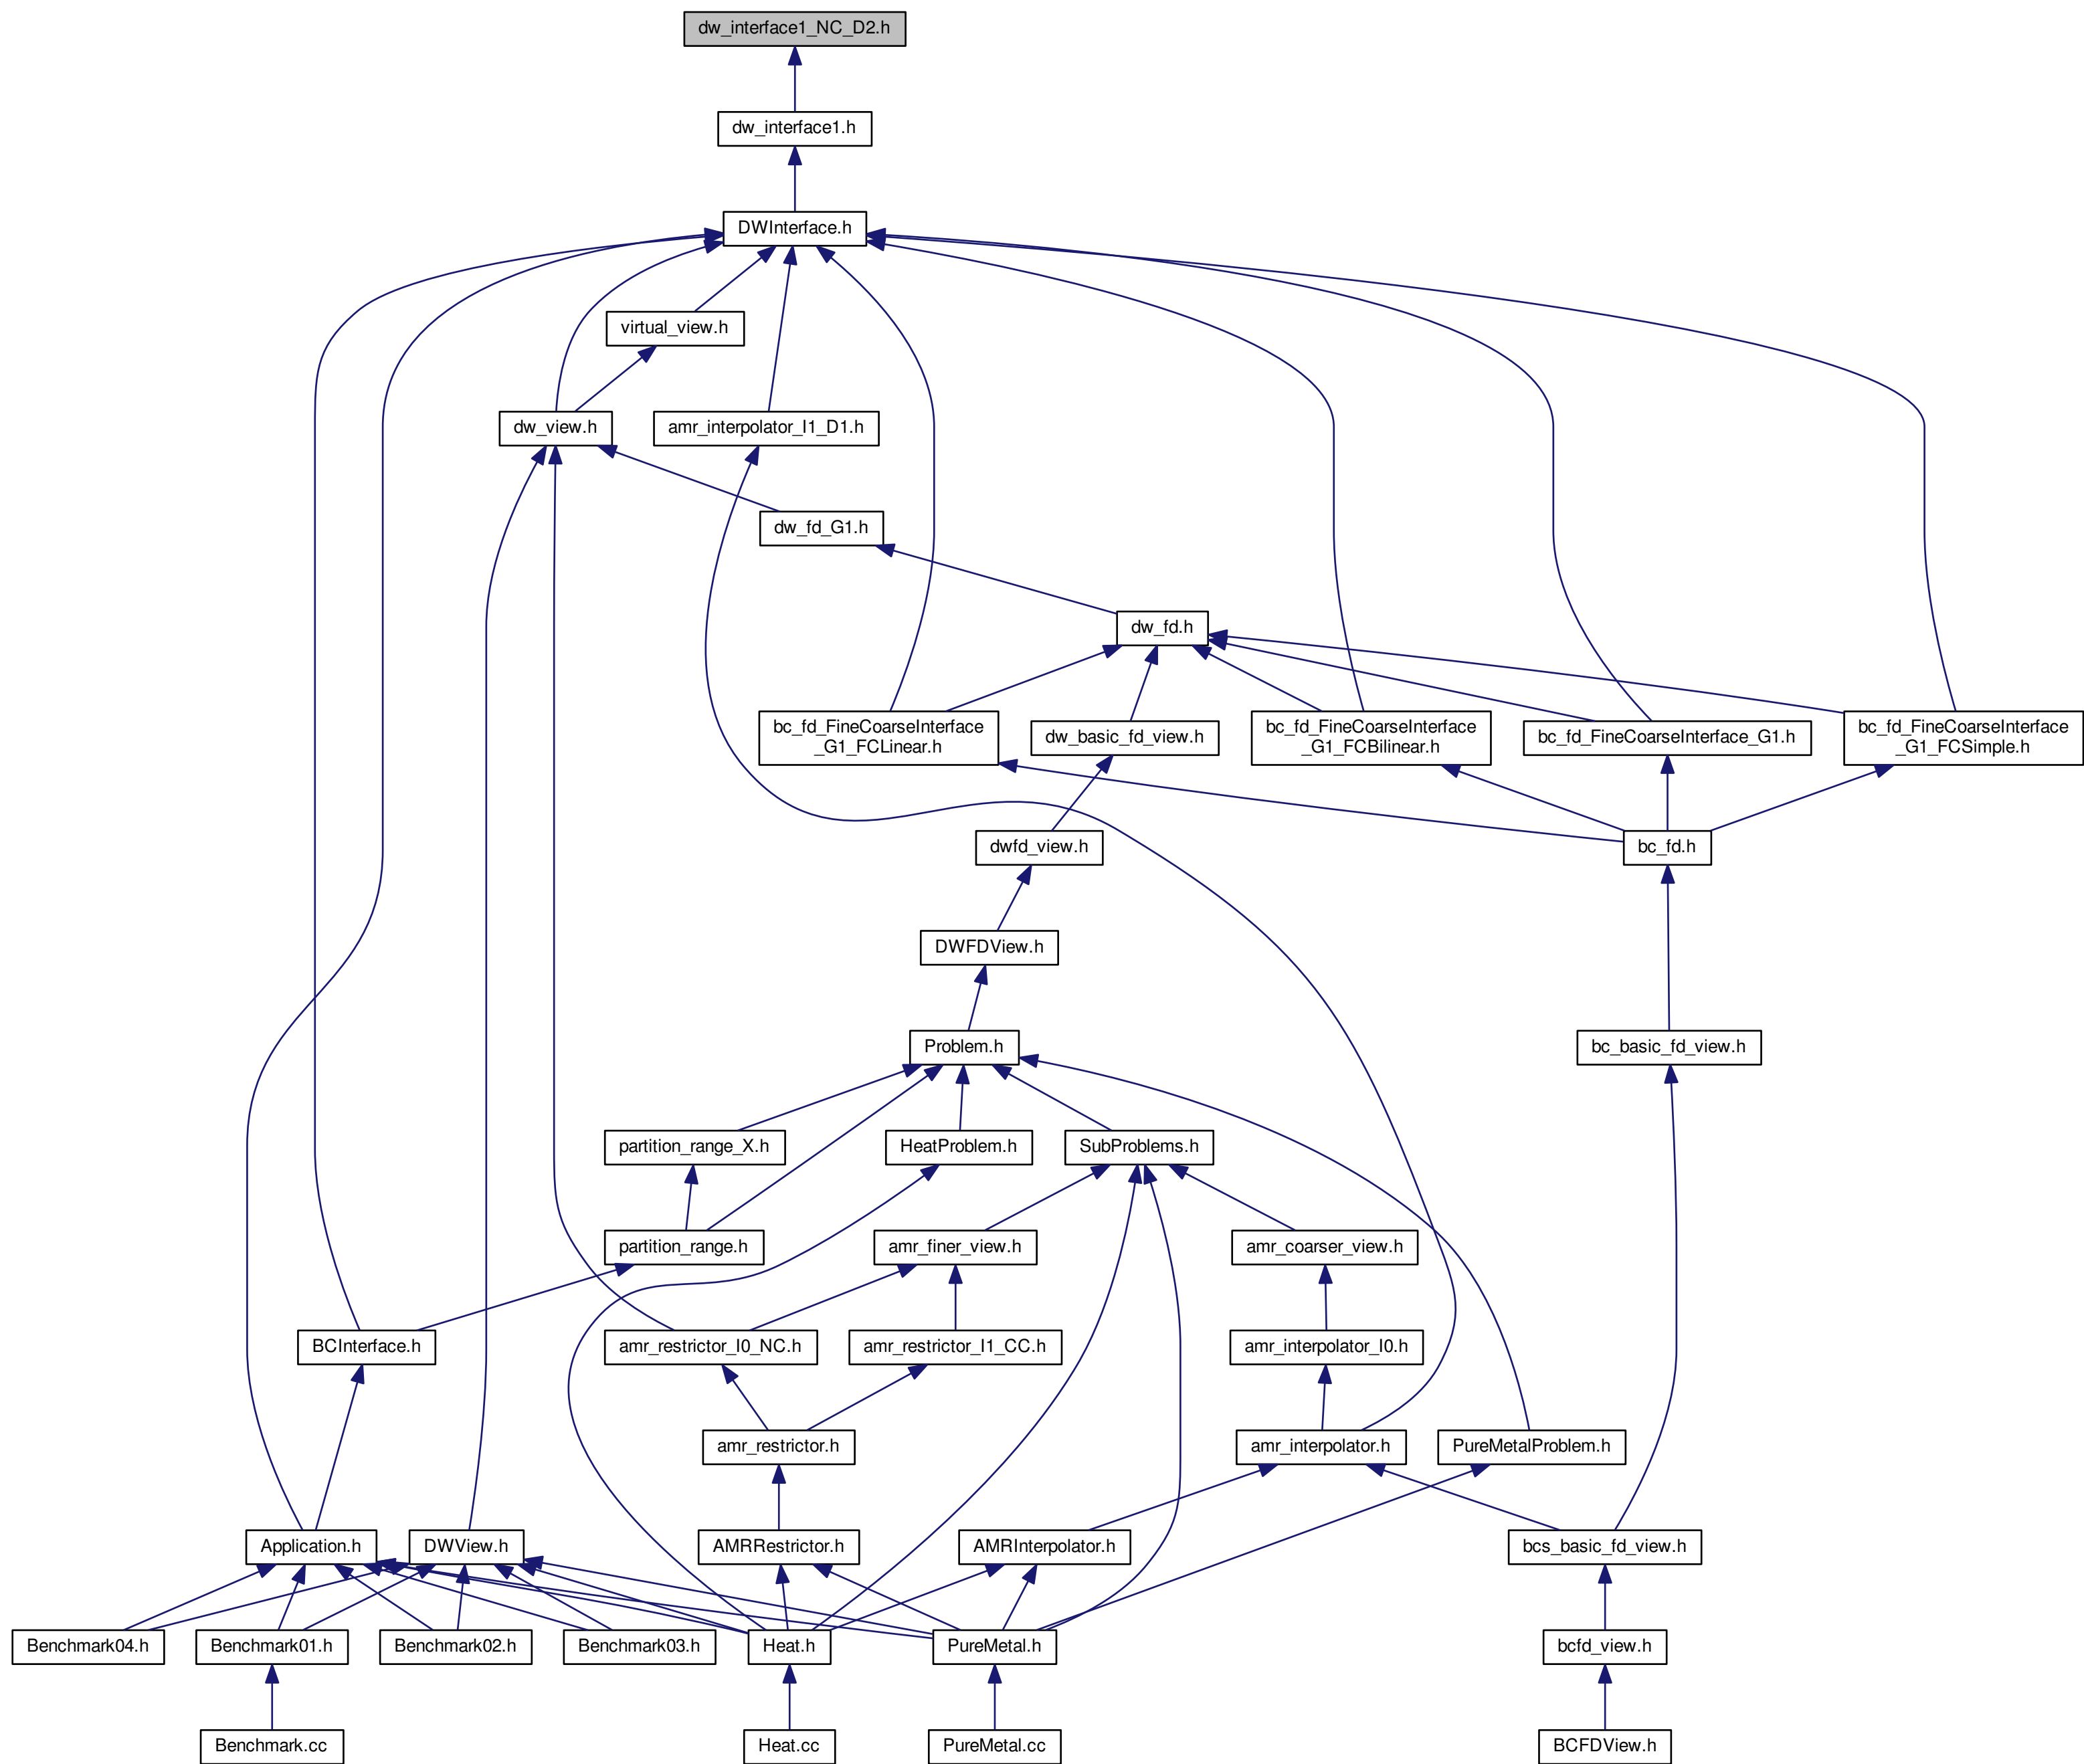 dw_interface1_NC_D2.h
dw_interface1.h
DWInterface.h
virtual_view.h
dw_view.h
amr_interpolator_I1_D1.h
dw_fd_G1.h
dw_fd.h
bc_fd_FineCoarseInterface
_G1_FCLinear.h
dw_basic_fd_view.h
bc_fd_FineCoarseInterface
_G1_FCBilinear.h
bc_fd_FineCoarseInterface_G1.h
bc_fd_FineCoarseInterface
_G1_FCSimple.h
dwfd_view.h
bc_fd.h
DWFDView.h
Problem.h
bc_basic_fd_view.h
partition_range_X.h
HeatProblem.h
SubProblems.h
partition_range.h
amr_finer_view.h
amr_coarser_view.h
BCInterface.h
amr_restrictor_I0_NC.h
amr_restrictor_I1_CC.h
amr_interpolator_I0.h
amr_restrictor.h
amr_interpolator.h
PureMetalProblem.h
Application.h
DWView.h
AMRRestrictor.h
AMRInterpolator.h
bcs_basic_fd_view.h
Benchmark04.h
Benchmark01.h
Benchmark02.h
Benchmark03.h
Heat.h
PureMetal.h
bcfd_view.h
Benchmark.cc
Heat.cc
PureMetal.cc
BCFDView.h